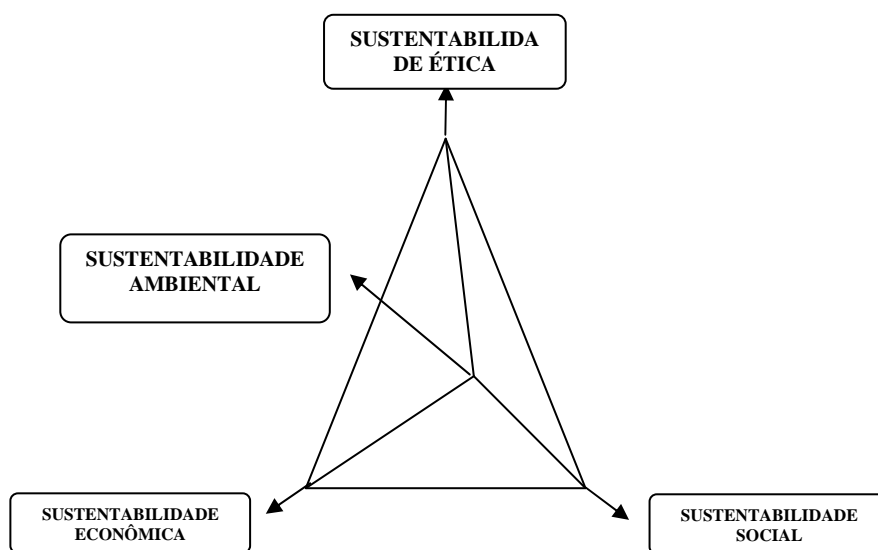 SUSTENTABILIDA
DE ÉTICA
SUSTENTABILIDADE
AMBIENTAL
SUSTENTABILIDADE
ECONÔMICA
SUSTENTABILIDADE
SOCIAL